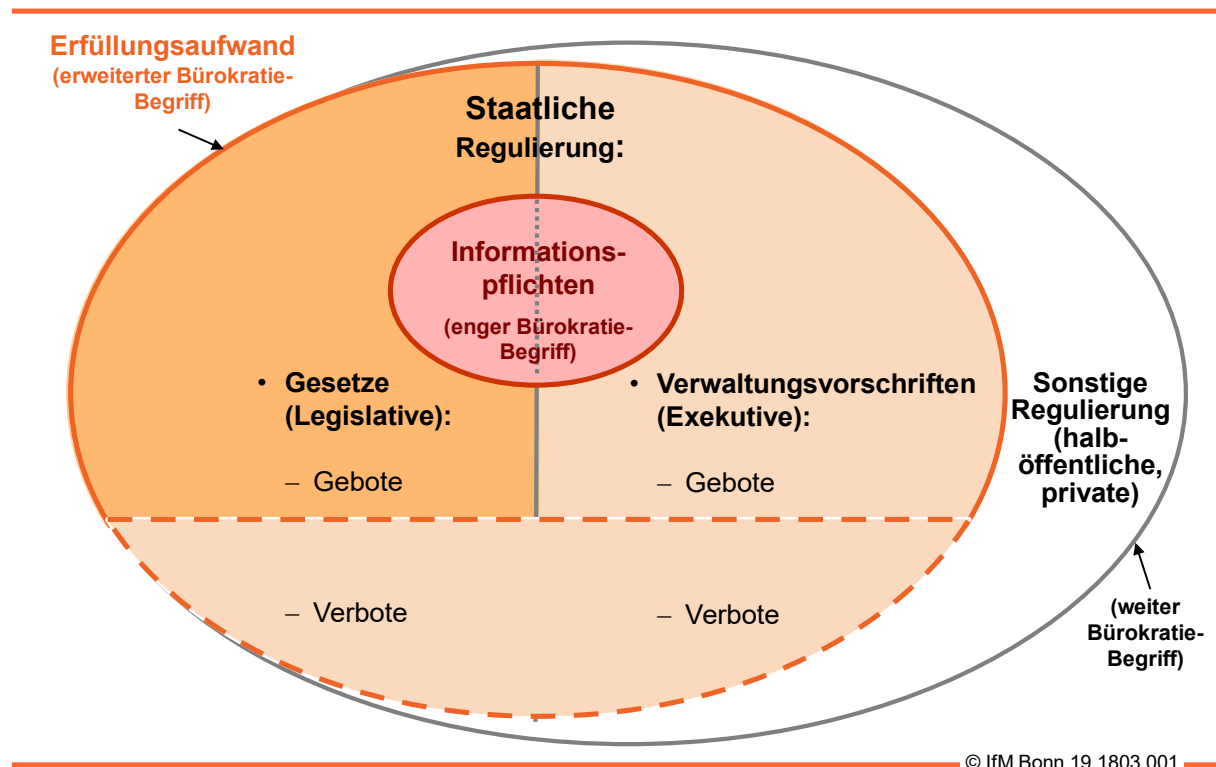 Erfüllungsaufwand
(erweiterter Bürokratie-
Begriff)
Staatliche
Regulierung:
Informations-
pflichten
(enger Bürokratie-
Begriff)
• Gesetze
(Legislative):
– Gebote
– Verbote
• Verwaltungsvorschriften
(Exekutive):
– Gebote
– Verbote
Sonstige
Regulierung
(halb-
öffentliche,
private)
(weiter
Bürokratie-
Begriff)
© IfM Bonn 19 1803 001